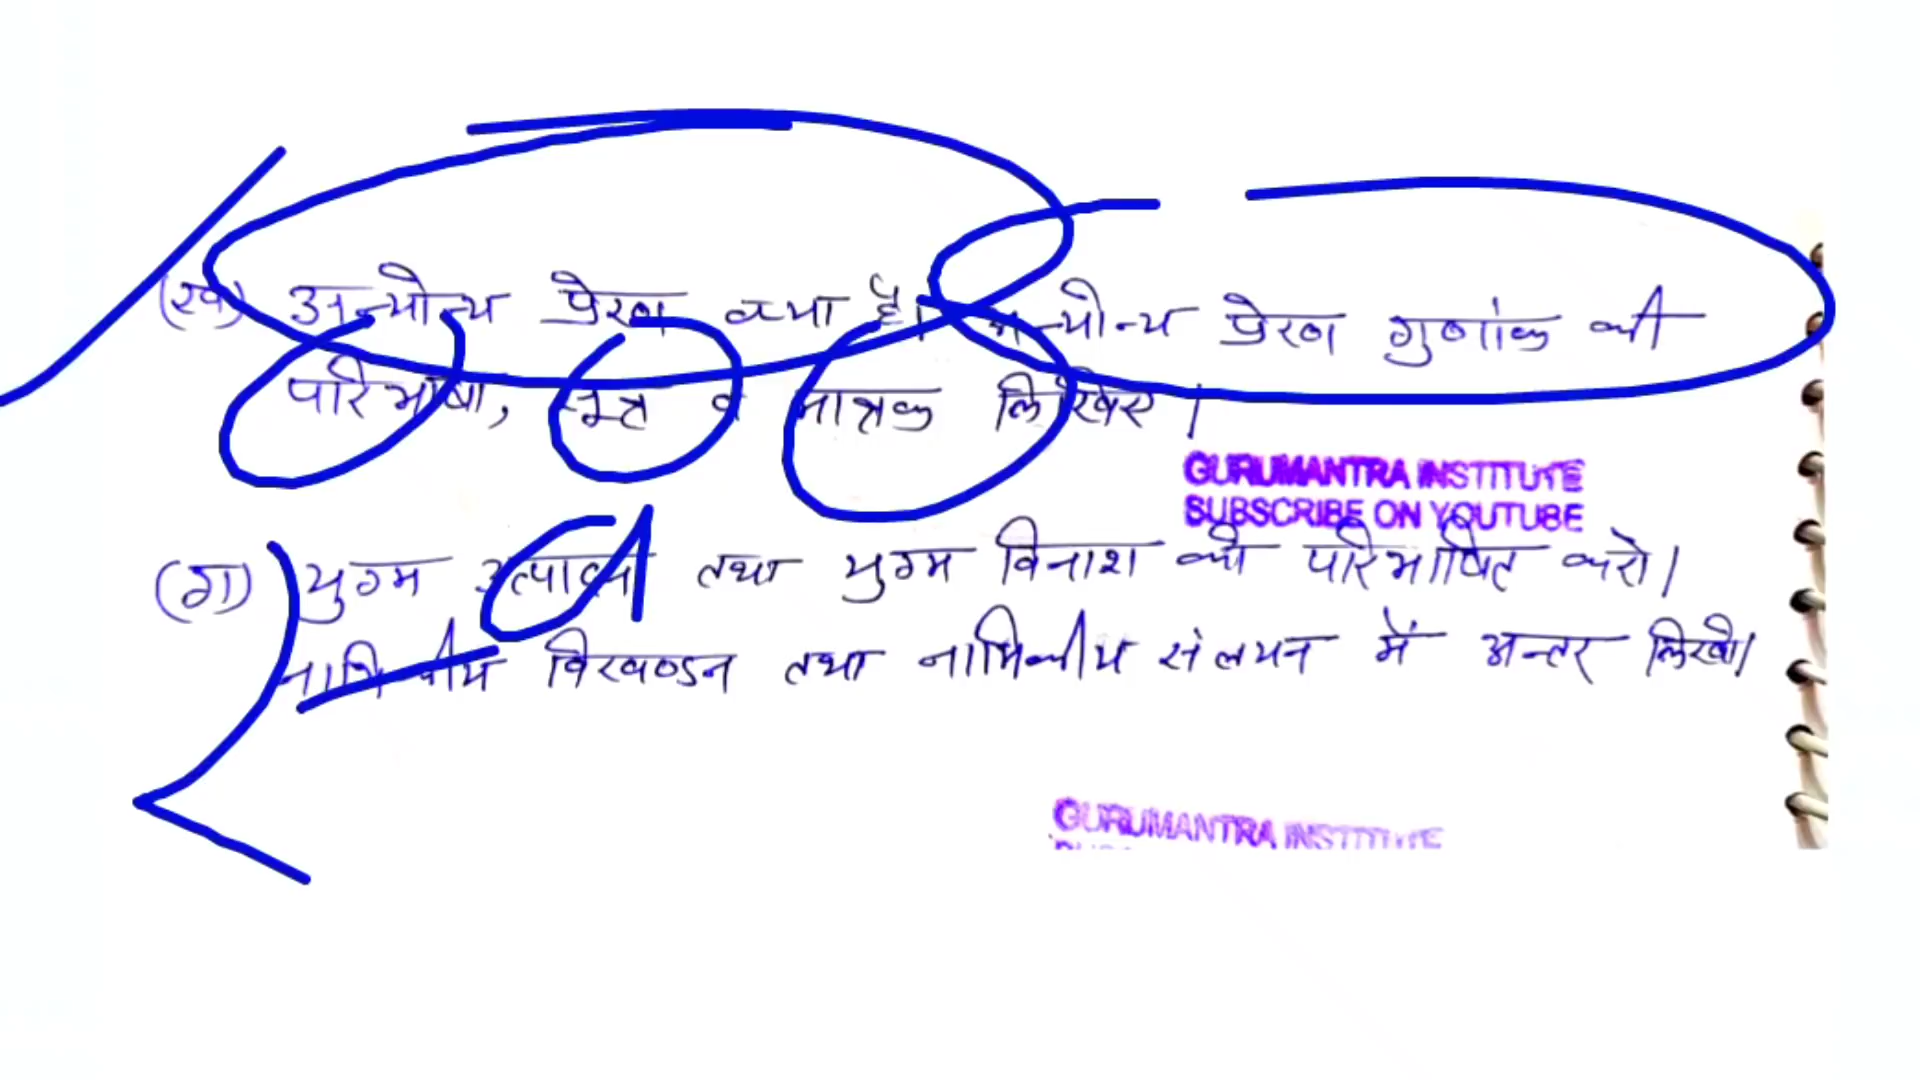 (ख) अन्योन्य प्रेरण क्या है। अन्योन्य प्रेरण गुणांक की
परिभाषा, सूत्र व मात्रक लिखिए।
GURUMANTRA INSTITUTE
SUBSCRIBE ON YOUTUBE
(ग) युग्म उत्पादन तथा युग्म विनाश को परिभाषित करो।
नाभिकीय विखण्डन तथा नाभिकीय संलयन में अन्तर लिखो।
GURUMANTRA INSTITUTE